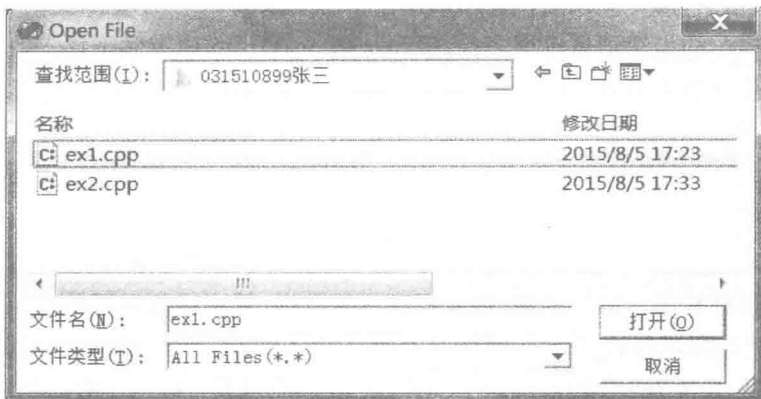 Open File
查找范围(I): 031510899张三
名称 修改日期
ex1.cpp 2015/8/5 17:23
ex2.cpp 2015/8/5 17:33
文件名(N): ex1.cpp 打开(O)
文件类型(T): All Files(*.*) 取消